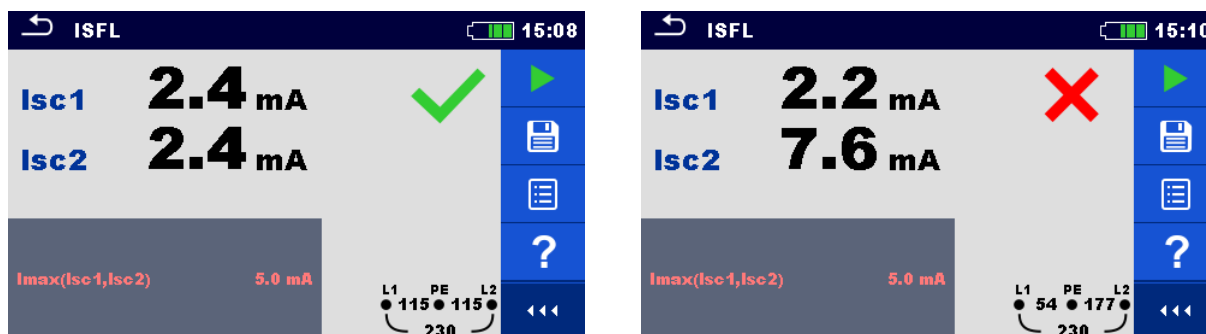 ISFL 15:08
Isc1 2.4 mA
Isc2 2.4 mA
Imax(Isc1,Isc2) 5.0 mA
L1 PE L2
115 115
230
?
ISFL 15:10
Isc1 2.2 mA
Isc2 7.6 mA
Imax(Isc1,Isc2) 5.0 mA
L1 PE L2
54 177
230
?